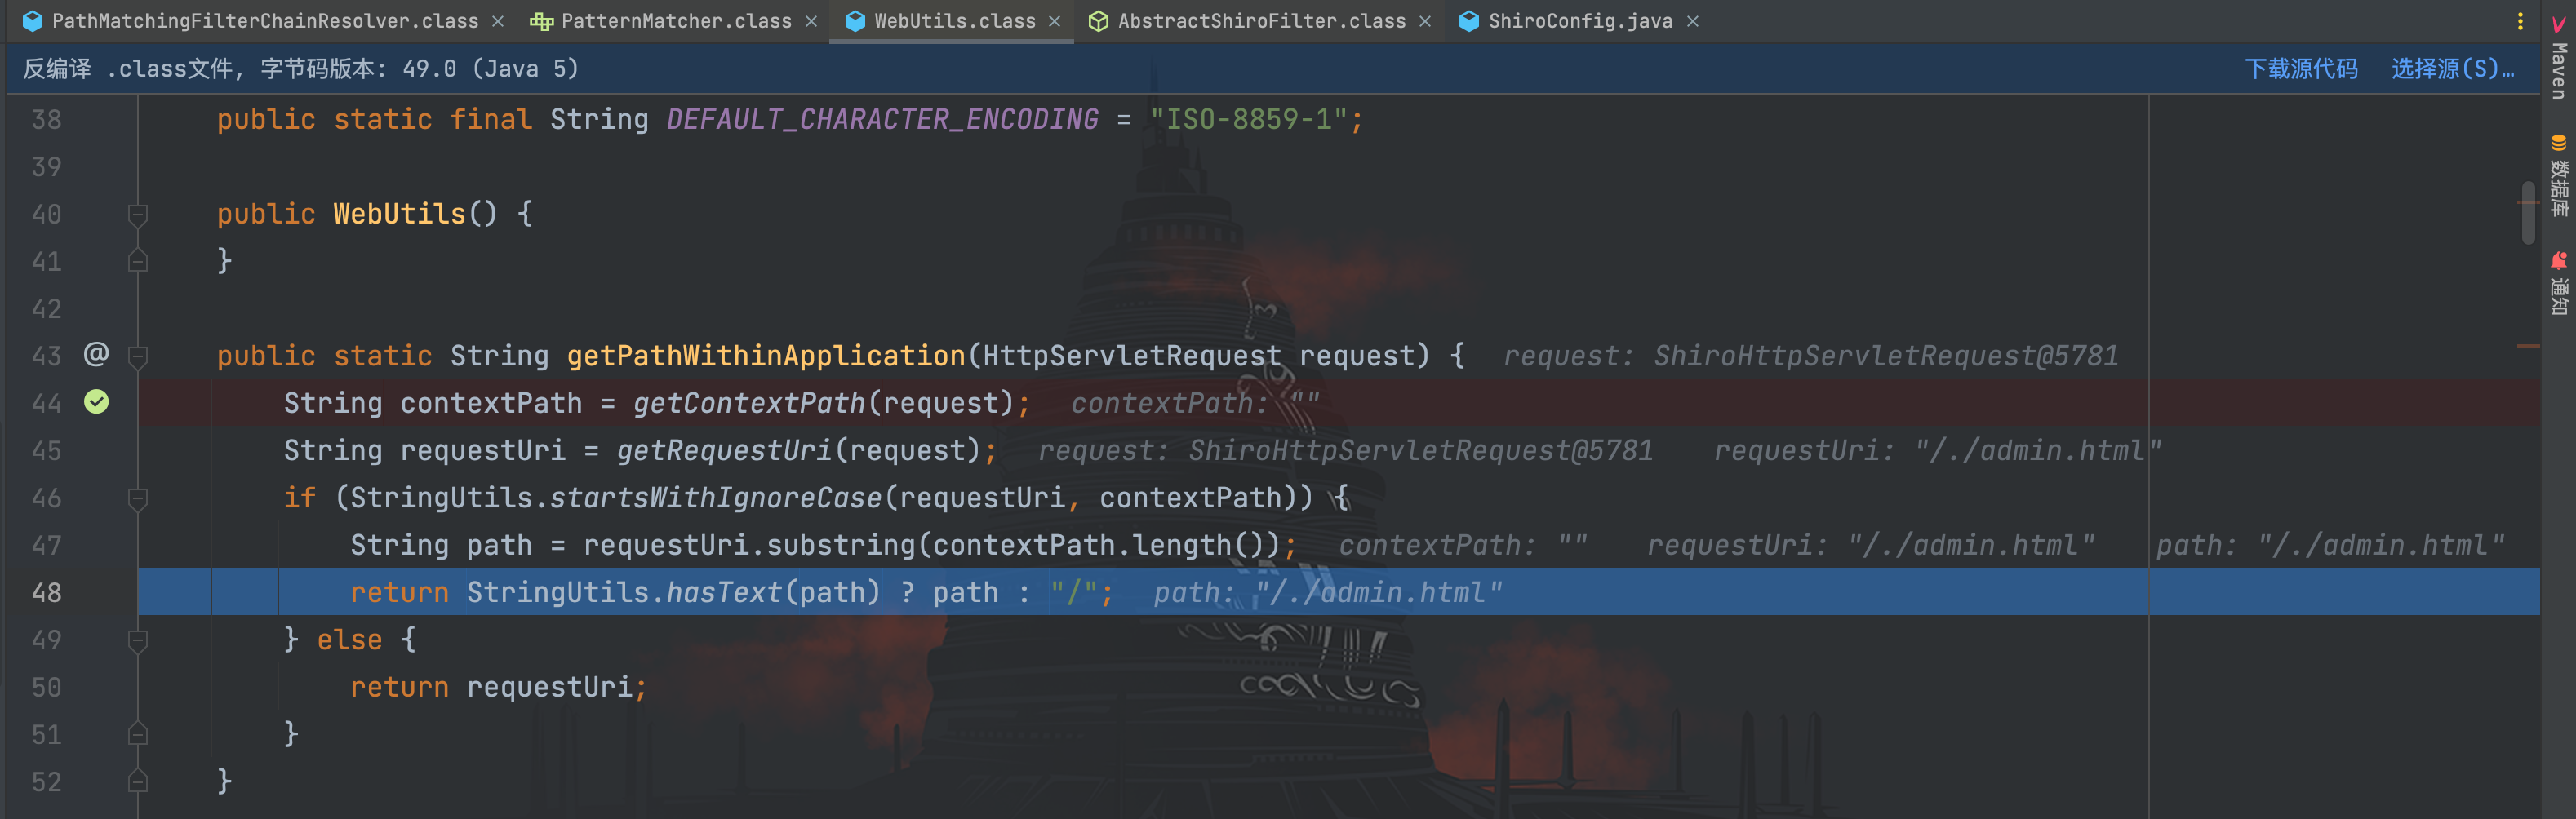 PathMatchingFilterChainResolver.class × PatternMatcher.class × WebUtils.class × AbstractShiroFilter.class × ShiroConfig.java ×
反编译 .class文件, 字节码版本: 49.0 (Java 5) 下载源代码 选择源(S)…
38 public static final String DEFAULT_CHARACTER_ENCODING = "ISO-8859-1";
39
40 public WebUtils() {
41 }
42
43 @ public static String getPathWithinApplication(HttpServletRequest request) { request: ShiroHttpServletRequest@5781
44 String contextPath = getContextPath(request); contextPath: ""
45 String requestUri = getRequestUri(request); request: ShiroHttpServletRequest@5781 requestUri: "/./admin.html"
46 if (StringUtils.startsWithIgnoreCase(requestUri, contextPath)) {
47 String path = requestUri.substring(contextPath.length()); contextPath: "" requestUri: "/./admin.html" path: "/./admin.html"
48 return StringUtils.hasText(path) ? path : "/"; path: "/./admin.html"
49 } else {
50 return requestUri;
51 }
52 }
Maven
数据库
通知